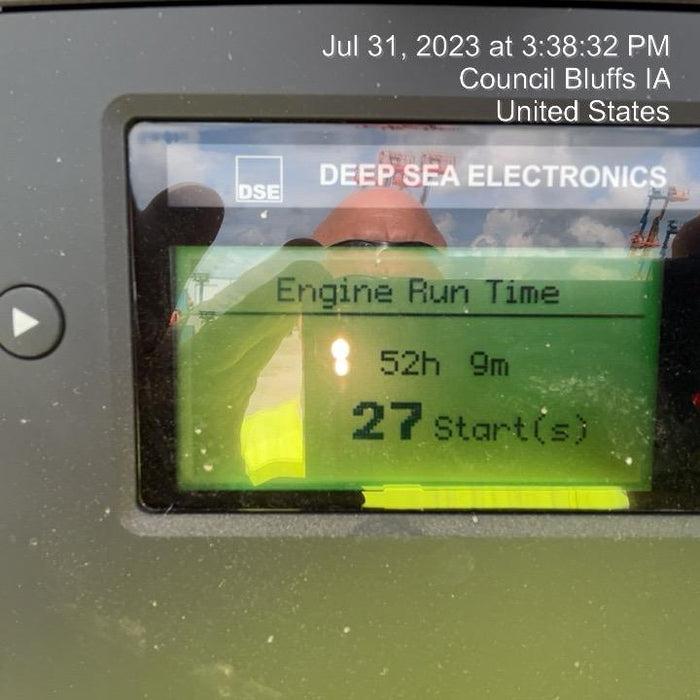 Jul 31, 2023 at 3:38:32 PM
Council Bluffs IA
United States
DSE
DEEP SEA ELECTRONICS
Engine Run Time
52h 9m
27 Start(s)